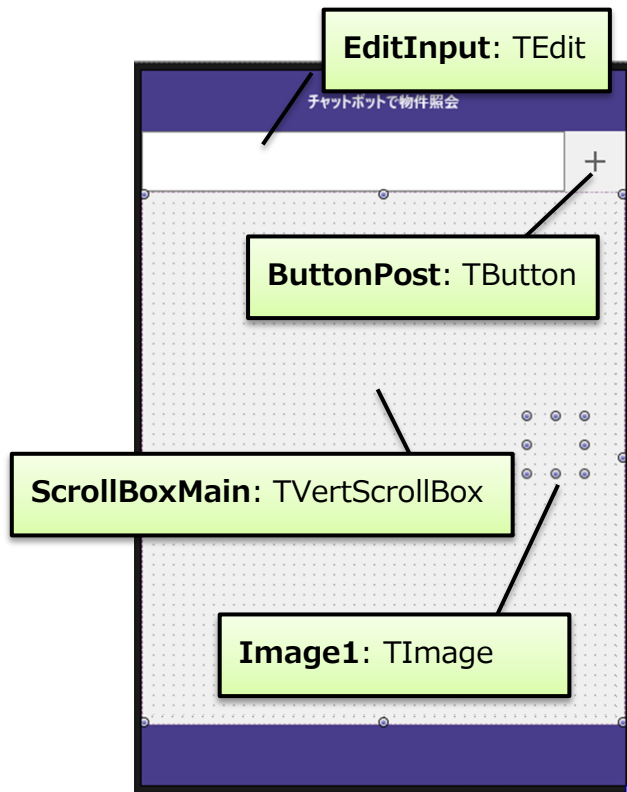 EditInput: TEdit
チャットボットで物件照会
+
ButtonPost: TButton
ScrollBoxMain: TVertScrollBox
Image1: TImage